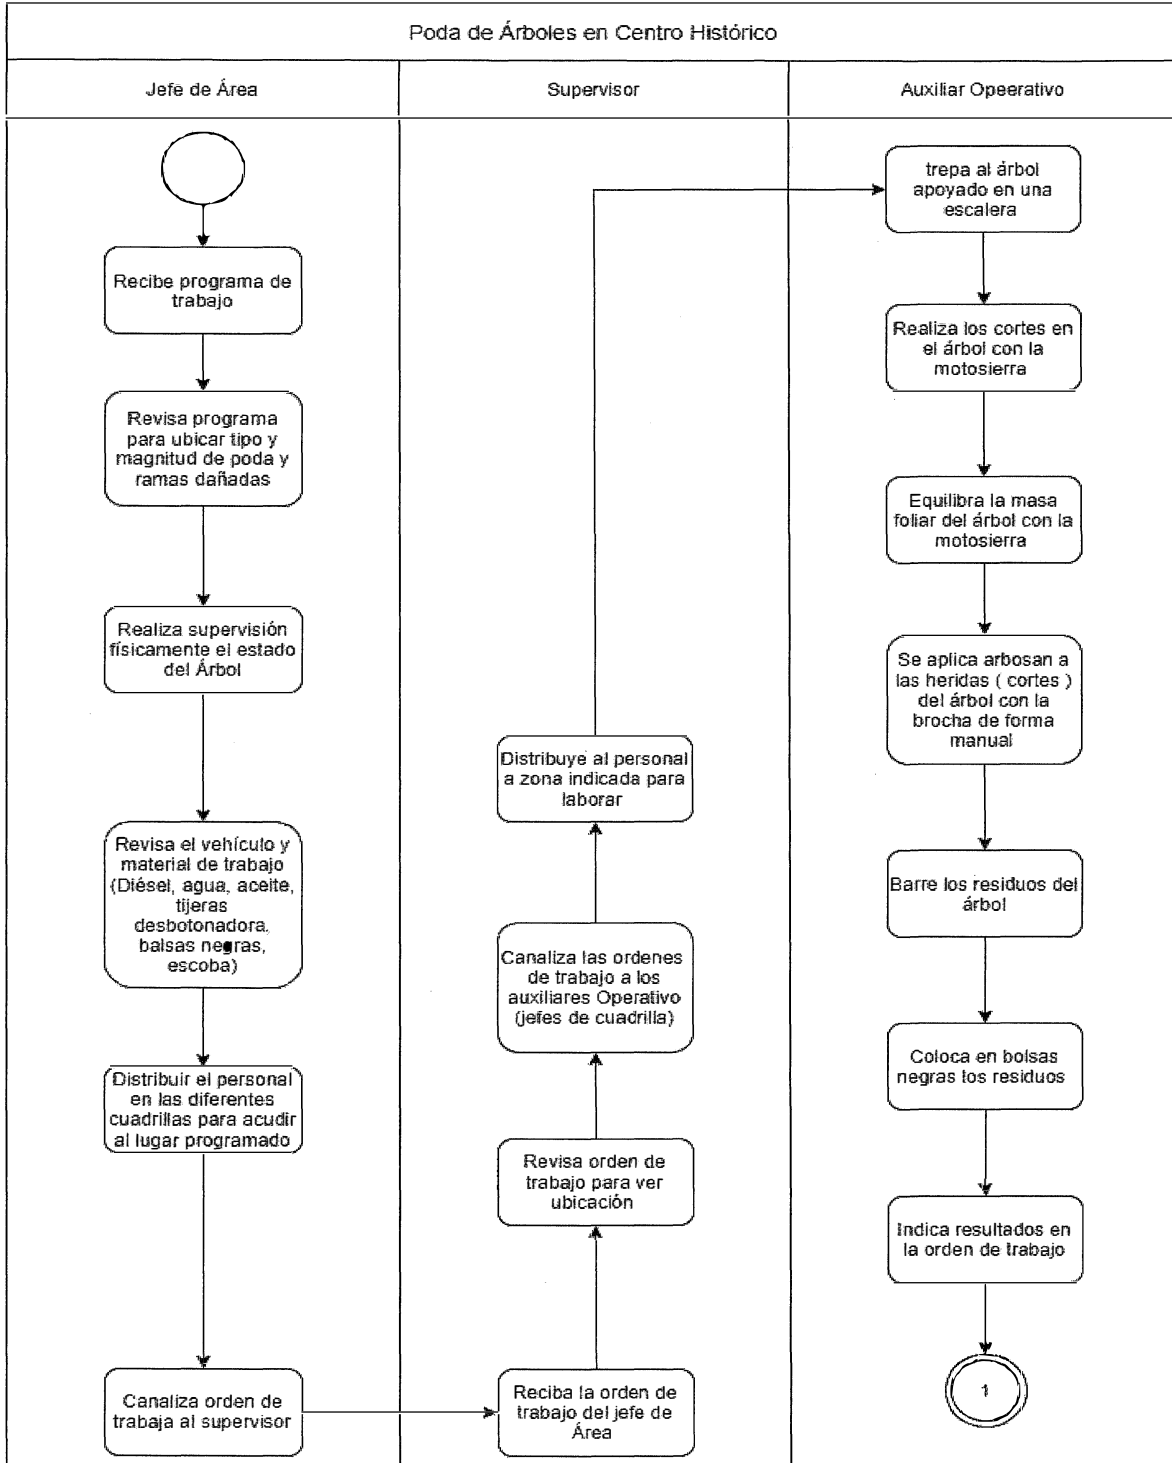 Poda de Árboles en Centro Histórico
Jefe de Área
Supervisor
Auxiliar Opeerativo
Recibe programa de
trabajo
Revisa programa
para ubicar tipo y
magnitud de poda y
ramas dañadas
Realiza supervisión
físicamente el estado
del Árbol
Revisa el vehículo y
material de trabajo
(Diésel, agua, aceite,
tijeras
desbotonadora,
balsas negras,
escoba)
Distribuir el personal
en las diferentes
cuadrillas para acudir
al lugar programado
Canaliza orden de
trabaja al supervisor
Reciba la orden de
trabajo del jefe de
Área
Revisa orden de
trabajo para ver
ubicación
Canaliza las ordenes
de trabajo a los
auxiliares Operativo
(jefes de cuadrilla)
Distribuye al personal
a zona indicada para
laborar
trepa al árbol
apoyado en una
escalera
Realiza los cortes en
el árbol con la
motosierra
Equilibra la masa
foliar del árbol con la
motosierra
Se aplica arbosan a
las heridas ( cortes )
del árbol con la
brocha de forma
manual
Barre los residuos del
árbol
Coloca en bolsas
negras los residuos
Indica resultados en
la orden de trabajo
1